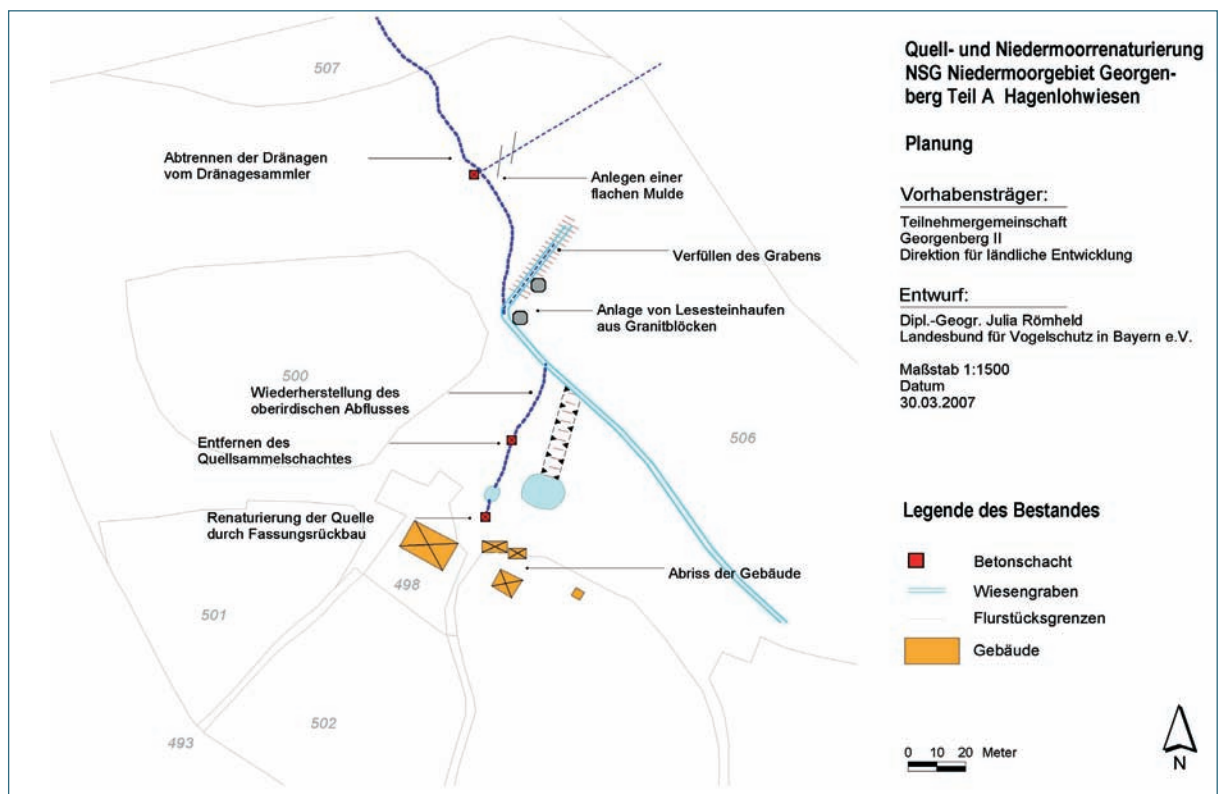 507
Abtrennen der Dränagen
vom Dränagesammler
Anlegen einer
flachen Mulde
Verfüllen des Grabens
Anlage von Lesesteinhaufen
aus Granitblöcken
500
Wiederherstellung des
oberirdischen Abflusses
506
Entfernen des
Quellsammelschachtes
Renaturierung der Quelle
durch Fassungsrückbau
Abriss der Gebäude
498
501
502
493
Quell- und Niedermoorrenaturierung
NSG Niedermoorgebiet Georgen-
berg Teil A Hagenlohwiesen
Planung
Vorhabensträger:
Teilnehmergemeinschaft
Georgenberg II
Direktion für ländliche Entwicklung
Entwurf:
Dipl.-Geogr. Julia Römheld
Landesbund für Vogelschutz in Bayern e.V.
Maßstab 1:1500
Datum
30.03.2007
Legende des Bestandes
Betonschacht
Wiesengraben
Flurstücksgrenzen
Gebäude
0 10 20 Meter
N